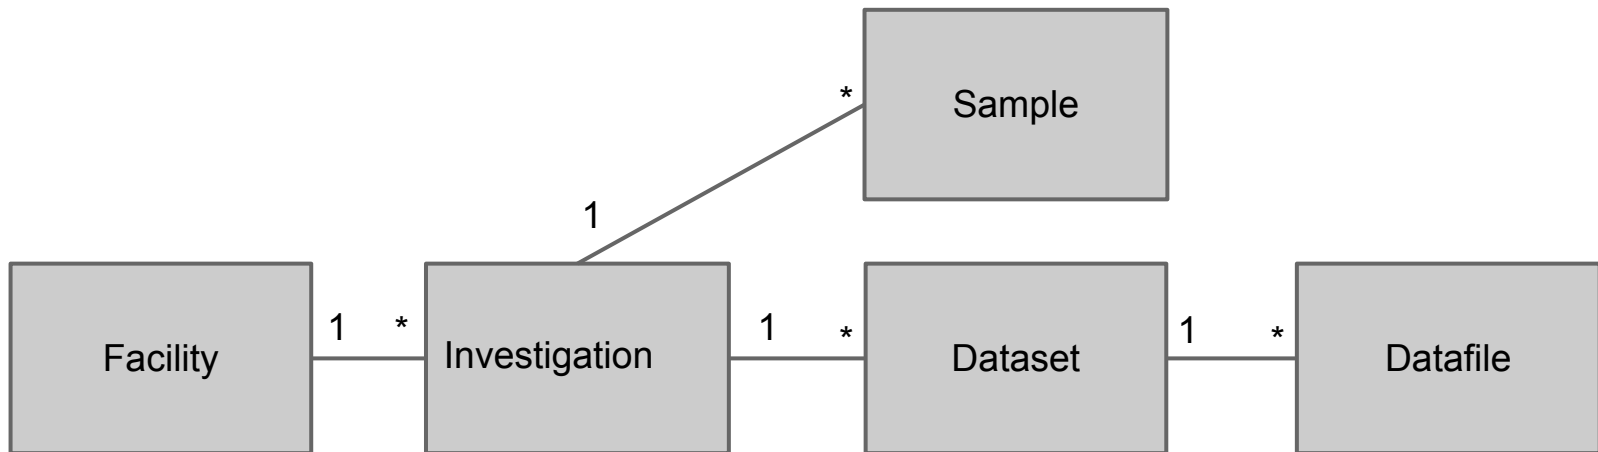 Sample
*
1
Facility
1
*
Investigation
1
*
Dataset
1
*
Datafile